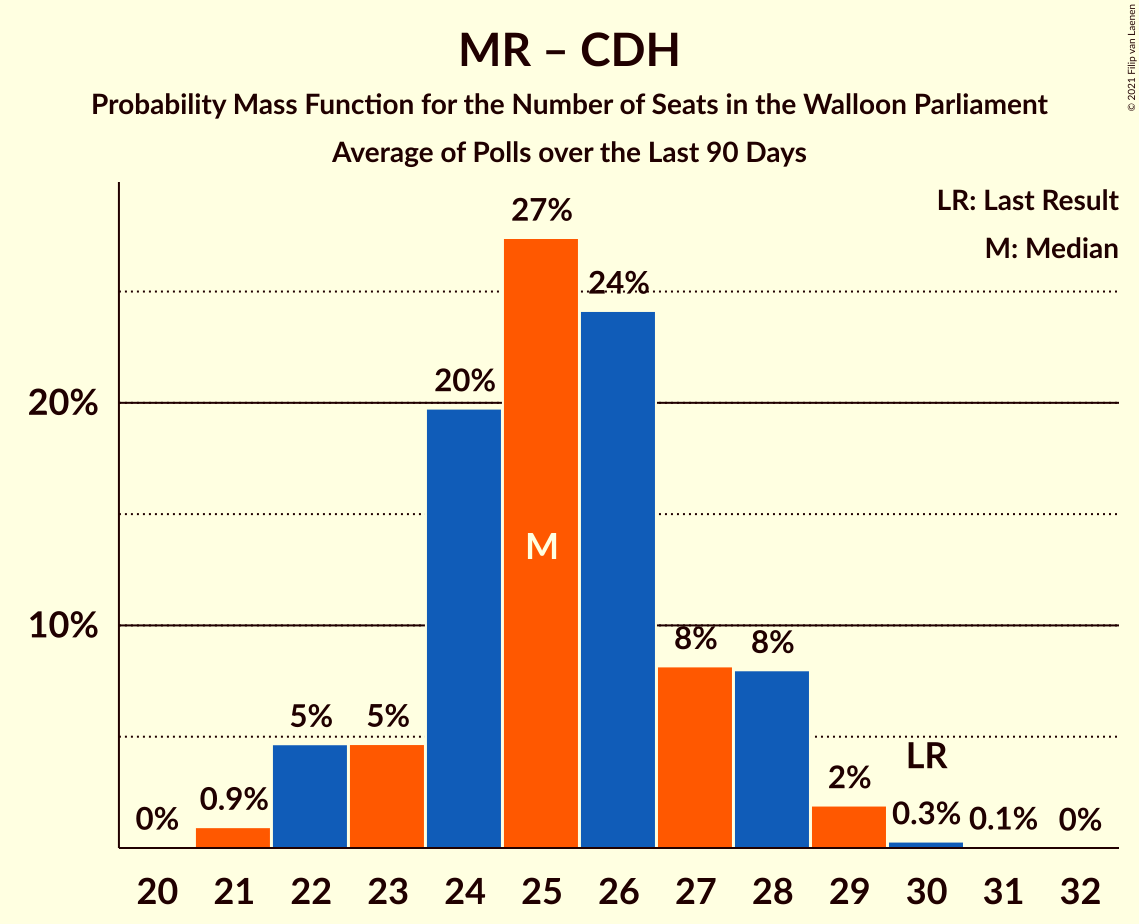 MR – CDH
Probability Mass Function for the Number of Seats in the Walloon Parliament
Average of Polls over the Last 90 Days
© 2021 Filip van Laenen
LR: Last Result
M: Median
20%
10%
0%
0.9%
5%
5%
20%
27%
24%
8%
8%
2%
0.3%
0.1%
0%
M
LR
20 21 22 23 24 25 26 27 28 29 30 31 32